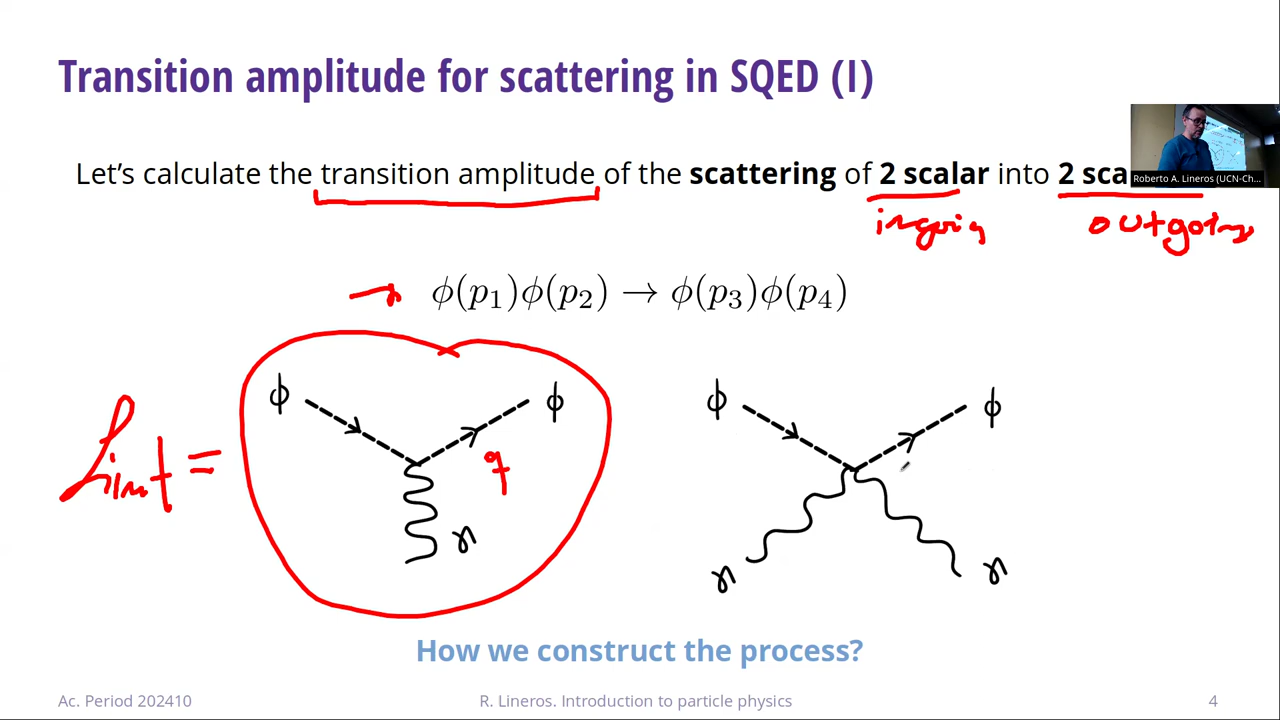 Transition amplitude for scattering in SQED (I)
Let's calculate the transition amplitude of the scattering of 2 scalar into 2 sca
Roberto A. Lineros (UCN-Ch...
ingoing outgoing
→ ϕ(p₁)ϕ(p₂) → ϕ(p₃)ϕ(p₄)
ϕ ϕ ϕ ϕ
Lint = q
γ γ γ
How we construct the process?
Ac. Period 202410 R. Lineros. Introduction to particle physics 4